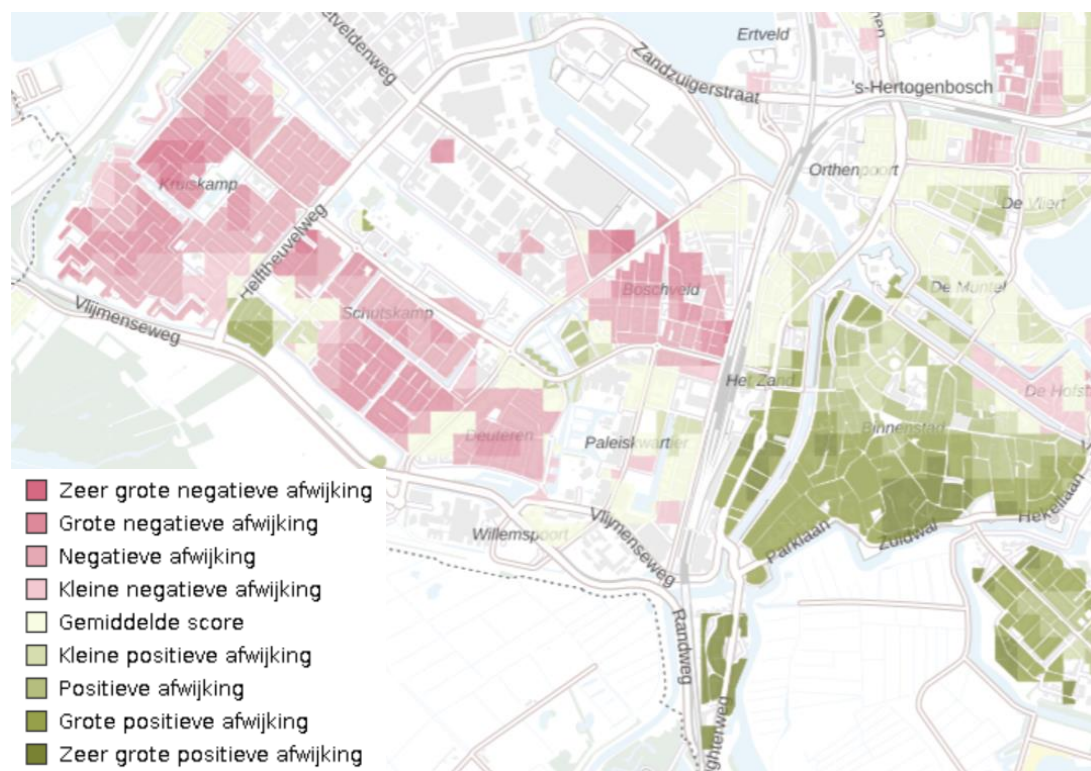 Ertveld
Zandzuigerstraat
's-Hertogenbosch
Orthenpoort
Kruiskamp
De Vliert
Helftheuvelweg
Boschveld
De Muntel
Vlijmenseweg
Schutskamp
Het Zand
De Hofst
Binnenstad
Deuteren
Paleiskwartier
Zeer grote negatieve afwijking
Grote negatieve afwijking
Negatieve afwijking
Kleine negatieve afwijking
Gemiddelde score
Kleine positieve afwijking
Positieve afwijking
Grote positieve afwijking
Zeer grote positieve afwijking
Willemspoort
Vlijmenseweg
Parklaan
Zuidwal
Hekellaan
Randweg